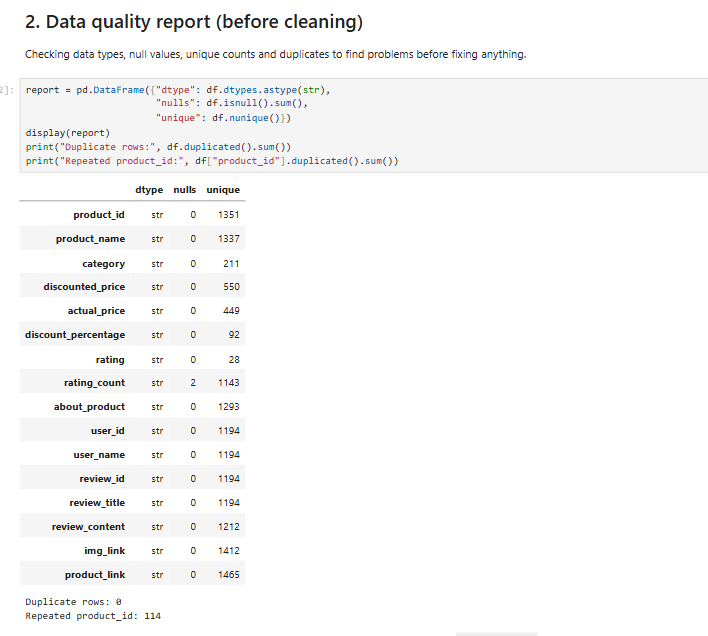 2. Data quality report (before cleaning)
Checking data types, null values, unique counts and duplicates to find problems before fixing anything.
2]: report = pd.DataFrame({"dtype": df.dtypes.astype(str),
"nulls": df.isnull().sum(),
"unique": df.nunique()})
display(report)
print("Duplicate rows:", df.duplicated().sum())
print("Repeated product_id:", df["product_id"].duplicated().sum())
dtype nulls unique
product_id str 0 1351
product_name str 0 1337
category str 0 211
discounted_price str 0 550
actual_price str 0 449
discount_percentage str 0 92
rating str 0 28
rating_count str 2 1143
about_product str 0 1293
user_id str 0 1194
user_name str 0 1194
review_id str 0 1194
review_title str 0 1194
review_content str 0 1212
img_link str 0 1412
product_link str 0 1465
Duplicate rows: 0
Repeated product_id: 114